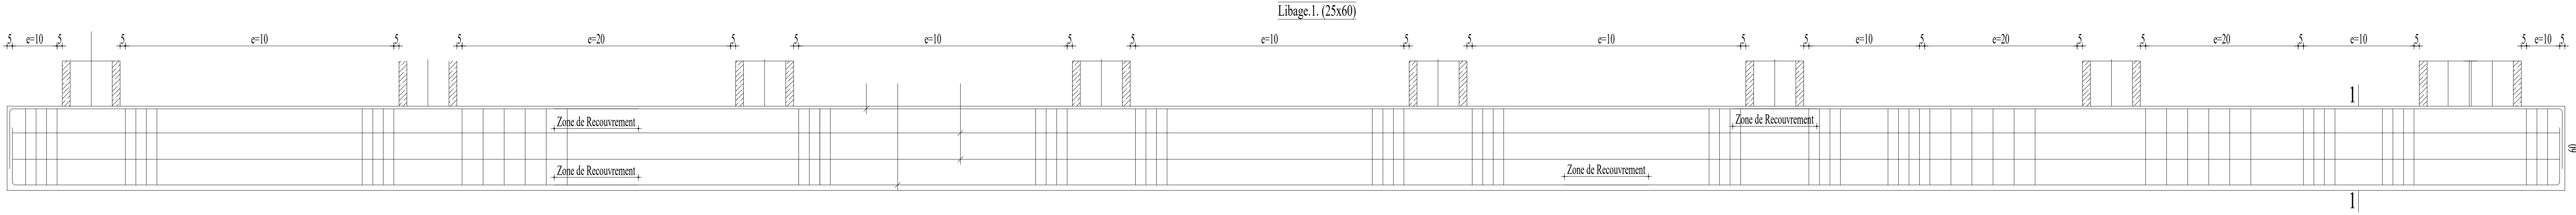 Libage.1. (25x60)
5 e=10 5 5 e=10 5 5 e=20 5 5 e=10 5 5 e=10 5 5 e=10 5 5 e=10 5 e=20 5 5 e=20 5 e=10 5 5 e=10 5
1
Zone de Recouvrement Zone de Recouvrement
60
Zone de Recouvrement Zone de Recouvrement
1